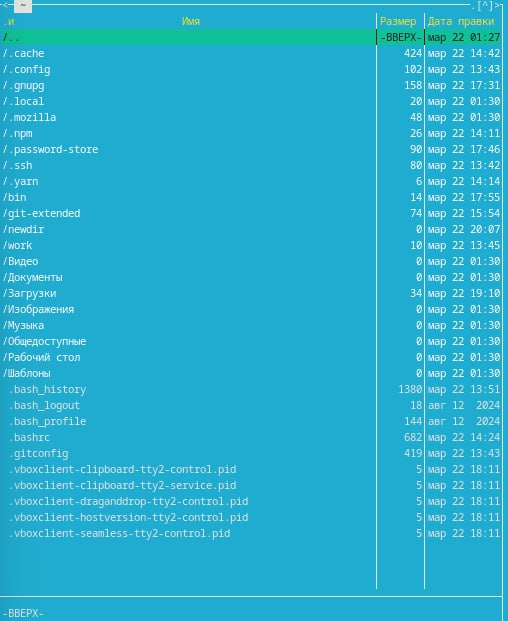 <- ~ .[^]>
.и Имя Размер Дата правки
/.. -ВВЕРХ- мар 22 01:27
/.cache 424 мар 22 14:42
/.config 102 мар 22 13:43
/.gnupg 158 мар 22 17:31
/.local 20 мар 22 01:30
/.mozilla 48 мар 22 01:30
/.npm 26 мар 22 14:11
/.password-store 90 мар 22 17:46
/.ssh 80 мар 22 13:42
/.yarn 6 мар 22 14:14
/bin 14 мар 22 17:55
/git-extended 74 мар 22 15:54
/newdir 0 мар 22 20:07
/work 10 мар 22 13:45
/Видео 0 мар 22 01:30
/Документы 0 мар 22 01:30
/Загрузки 34 мар 22 19:10
/Изображения 0 мар 22 01:30
/Музыка 0 мар 22 01:30
/Общедоступные 0 мар 22 01:30
/Рабочий стол 0 мар 22 01:30
/Шаблоны 0 мар 22 01:30
.bash_history 1380 мар 22 13:51
.bash_logout 18 авг 12 2024
.bash_profile 144 авг 12 2024
.bashrc 682 мар 22 14:24
.gitconfig 419 мар 22 13:43
.vboxclient-clipboard-tty2-control.pid 5 мар 22 18:11
.vboxclient-clipboard-tty2-service.pid 5 мар 22 18:11
.vboxclient-draganddrop-tty2-control.pid 5 мар 22 18:11
.vboxclient-hostversion-tty2-control.pid 5 мар 22 18:11
.vboxclient-seamless-tty2-control.pid 5 мар 22 18:11
-ВВЕРХ-